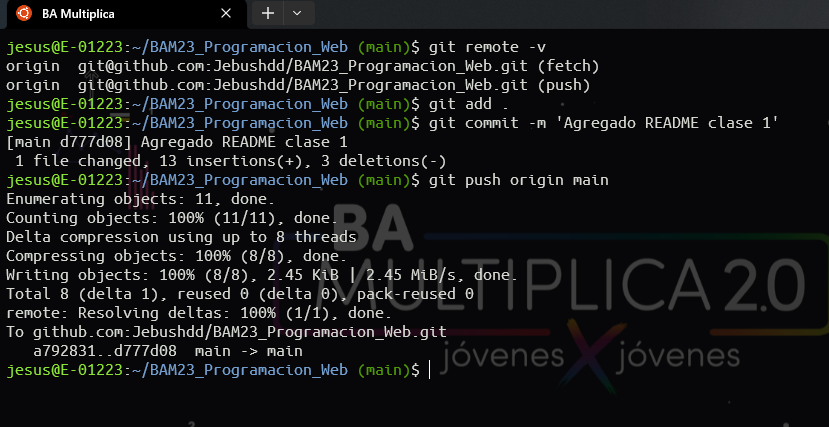 BA Multiplica
jesus@E-01223:~/BAM23_Programacion_Web (main)$ git remote -v
origin  git@github.com:Jebushdd/BAM23_Programacion_Web.git (fetch)
origin  git@github.com:Jebushdd/BAM23_Programacion_Web.git (push)
jesus@E-01223:~/BAM23_Programacion_Web (main)$ git add .
jesus@E-01223:~/BAM23_Programacion_Web (main)$ git commit -m 'Agregado README clase 1'
[main d777d08] Agregado README clase 1
 1 file changed, 13 insertions(+), 3 deletions(-)
jesus@E-01223:~/BAM23_Programacion_Web (main)$ git push origin main
Enumerating objects: 11, done.
Counting objects: 100% (11/11), done.
Delta compression using up to 8 threads
Compressing objects: 100% (8/8), done.
Writing objects: 100% (8/8), 2.45 KiB | 2.45 MiB/s, done.
Total 8 (delta 1), reused 0 (delta 0), pack-reused 0
remote: Resolving deltas: 100% (1/1), done.
To github.com:Jebushdd/BAM23_Programacion_Web.git
   a792831..d777d08  main -> main
jesus@E-01223:~/BAM23_Programacion_Web (main)$
BA
MULTIPLICA 2.0
jóvenes X jóvenes